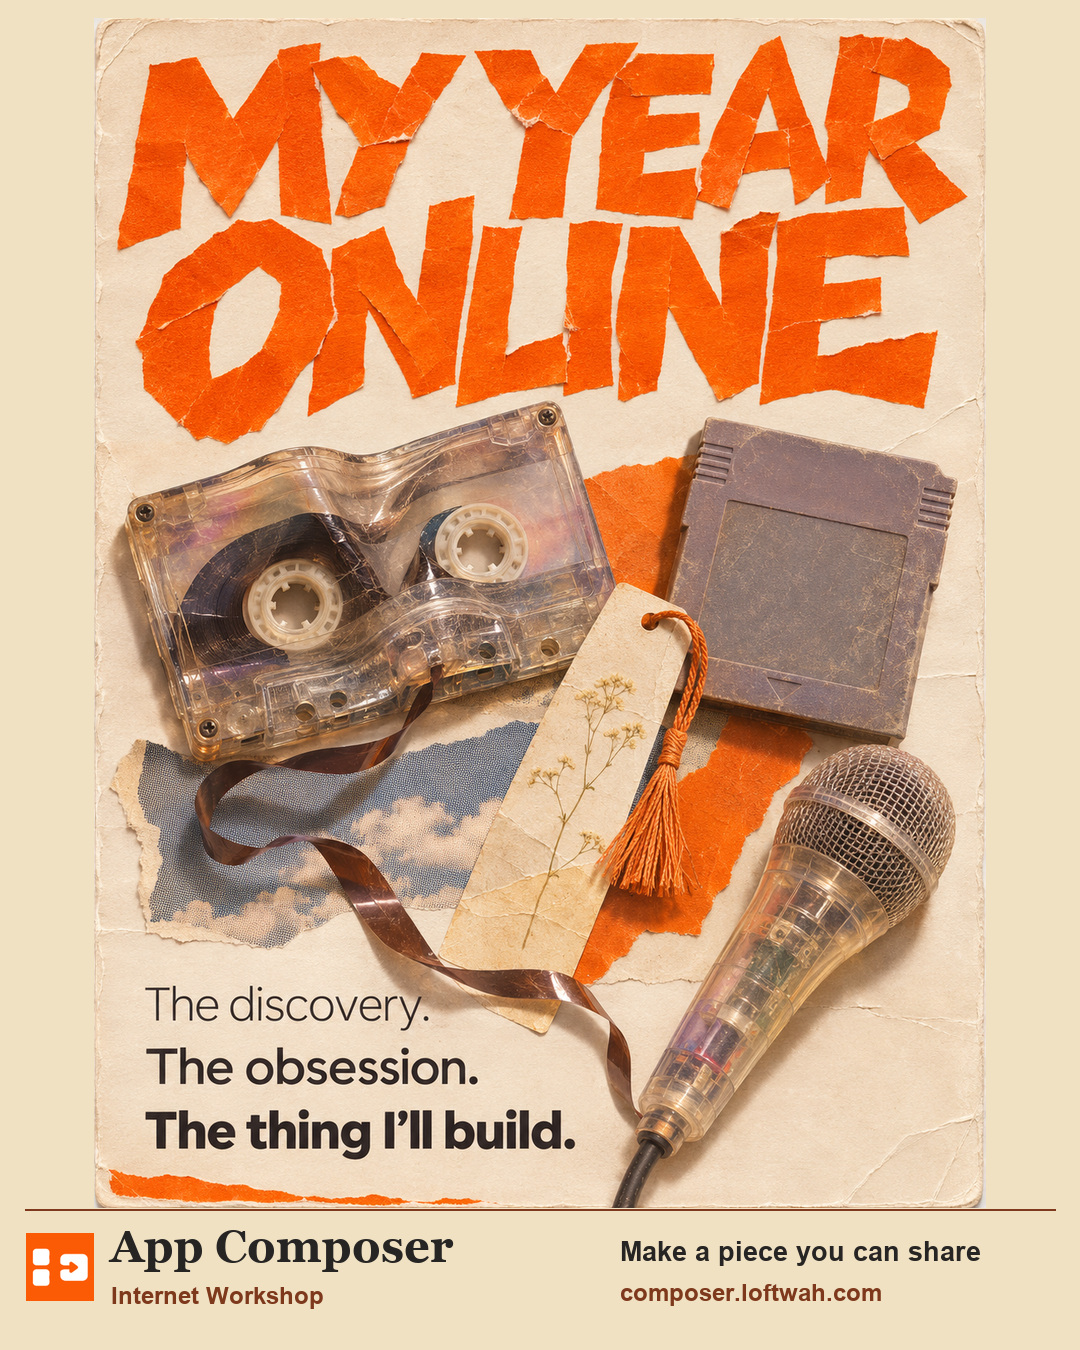 MY YEAR
ONLINE
The discovery.
The obsession.
The thing I’ll build.
App Composer
Internet Workshop
Make a piece you can share
composer.loftwah.com